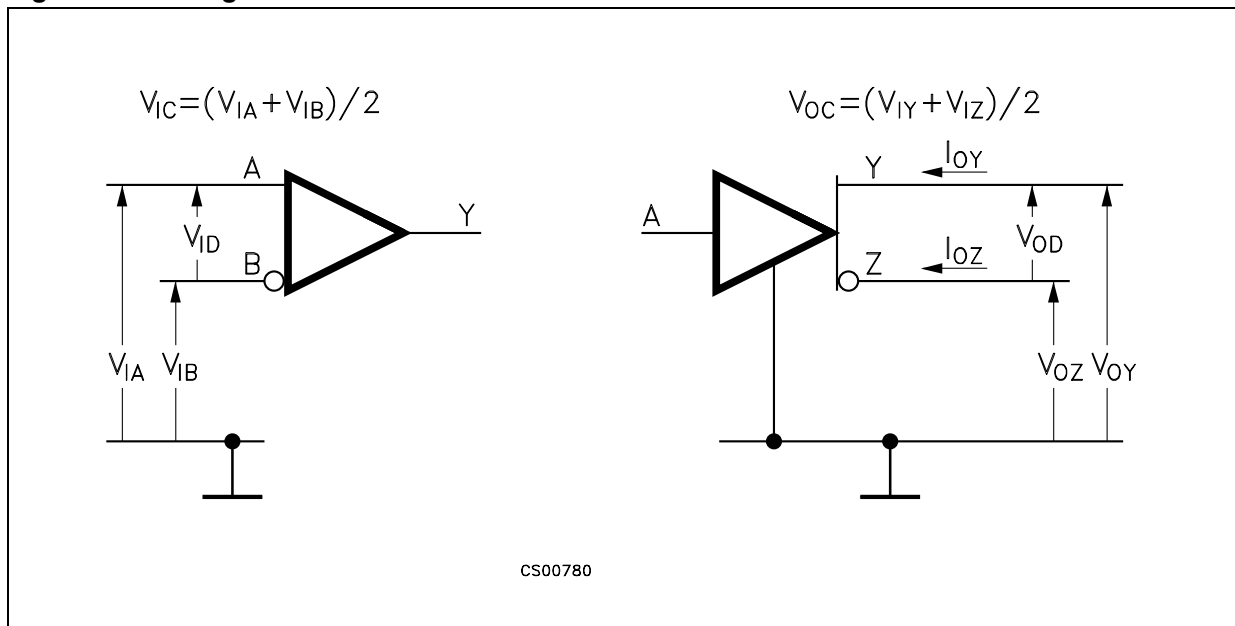 V_IC=(V_IA+V_IB)/2
V_OC=(V_IY+V_IZ)/2
A
V_ID
B
Y
V_IA
V_IB
A
Y
I_OY
Z
I_OZ
V_OD
V_OZ
V_OY
CS00780